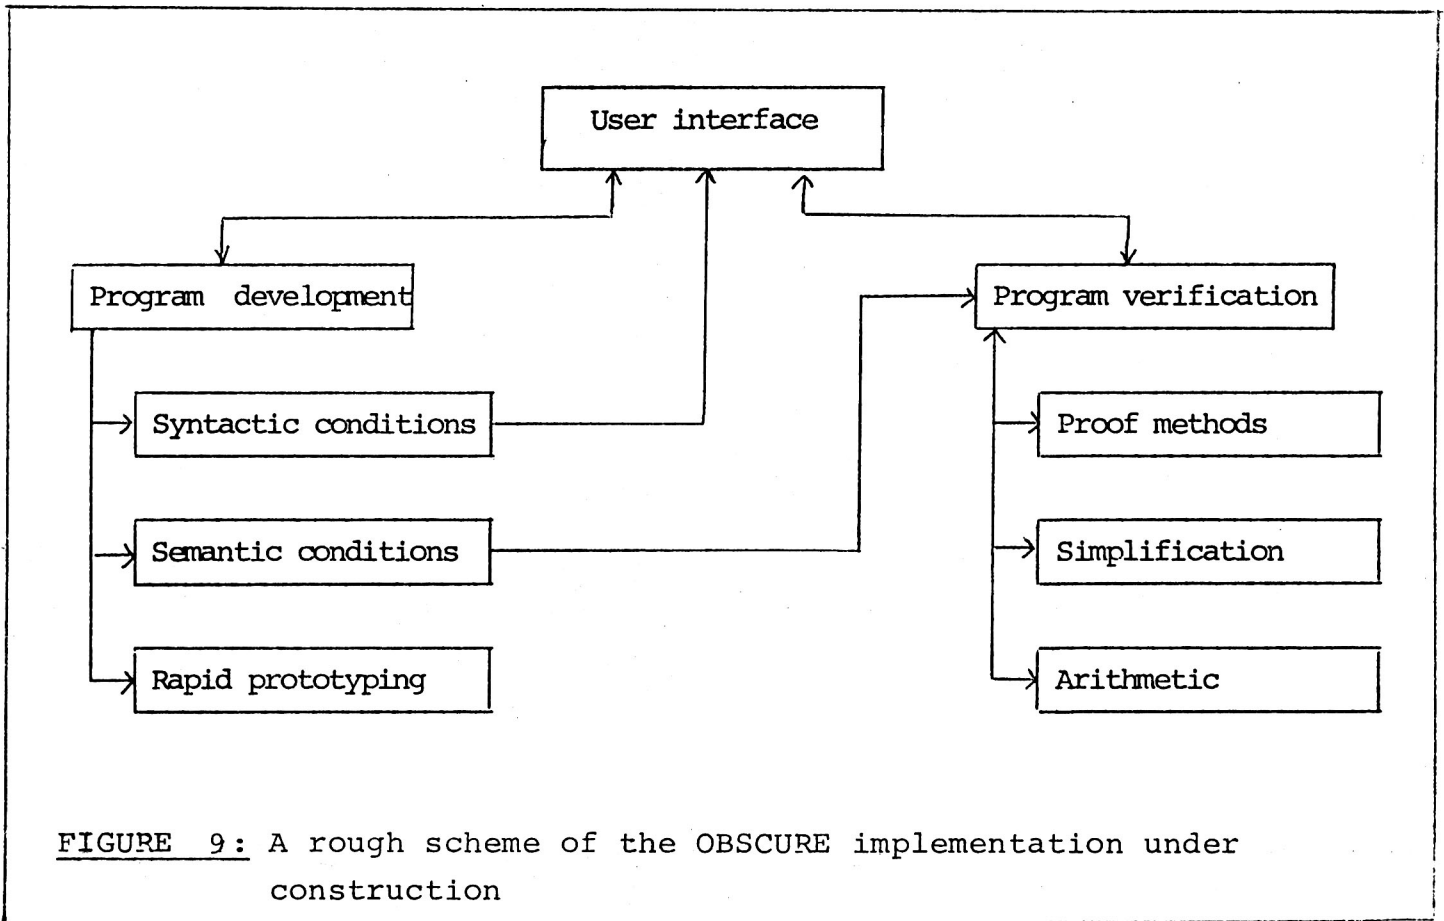 User interface
Program development
Program verification
Syntactic conditions
Proof methods
Semantic conditions
Simplification
Rapid prototyping
Arithmetic
FIGURE 9: A rough scheme of the OBSCURE implementation under
construction